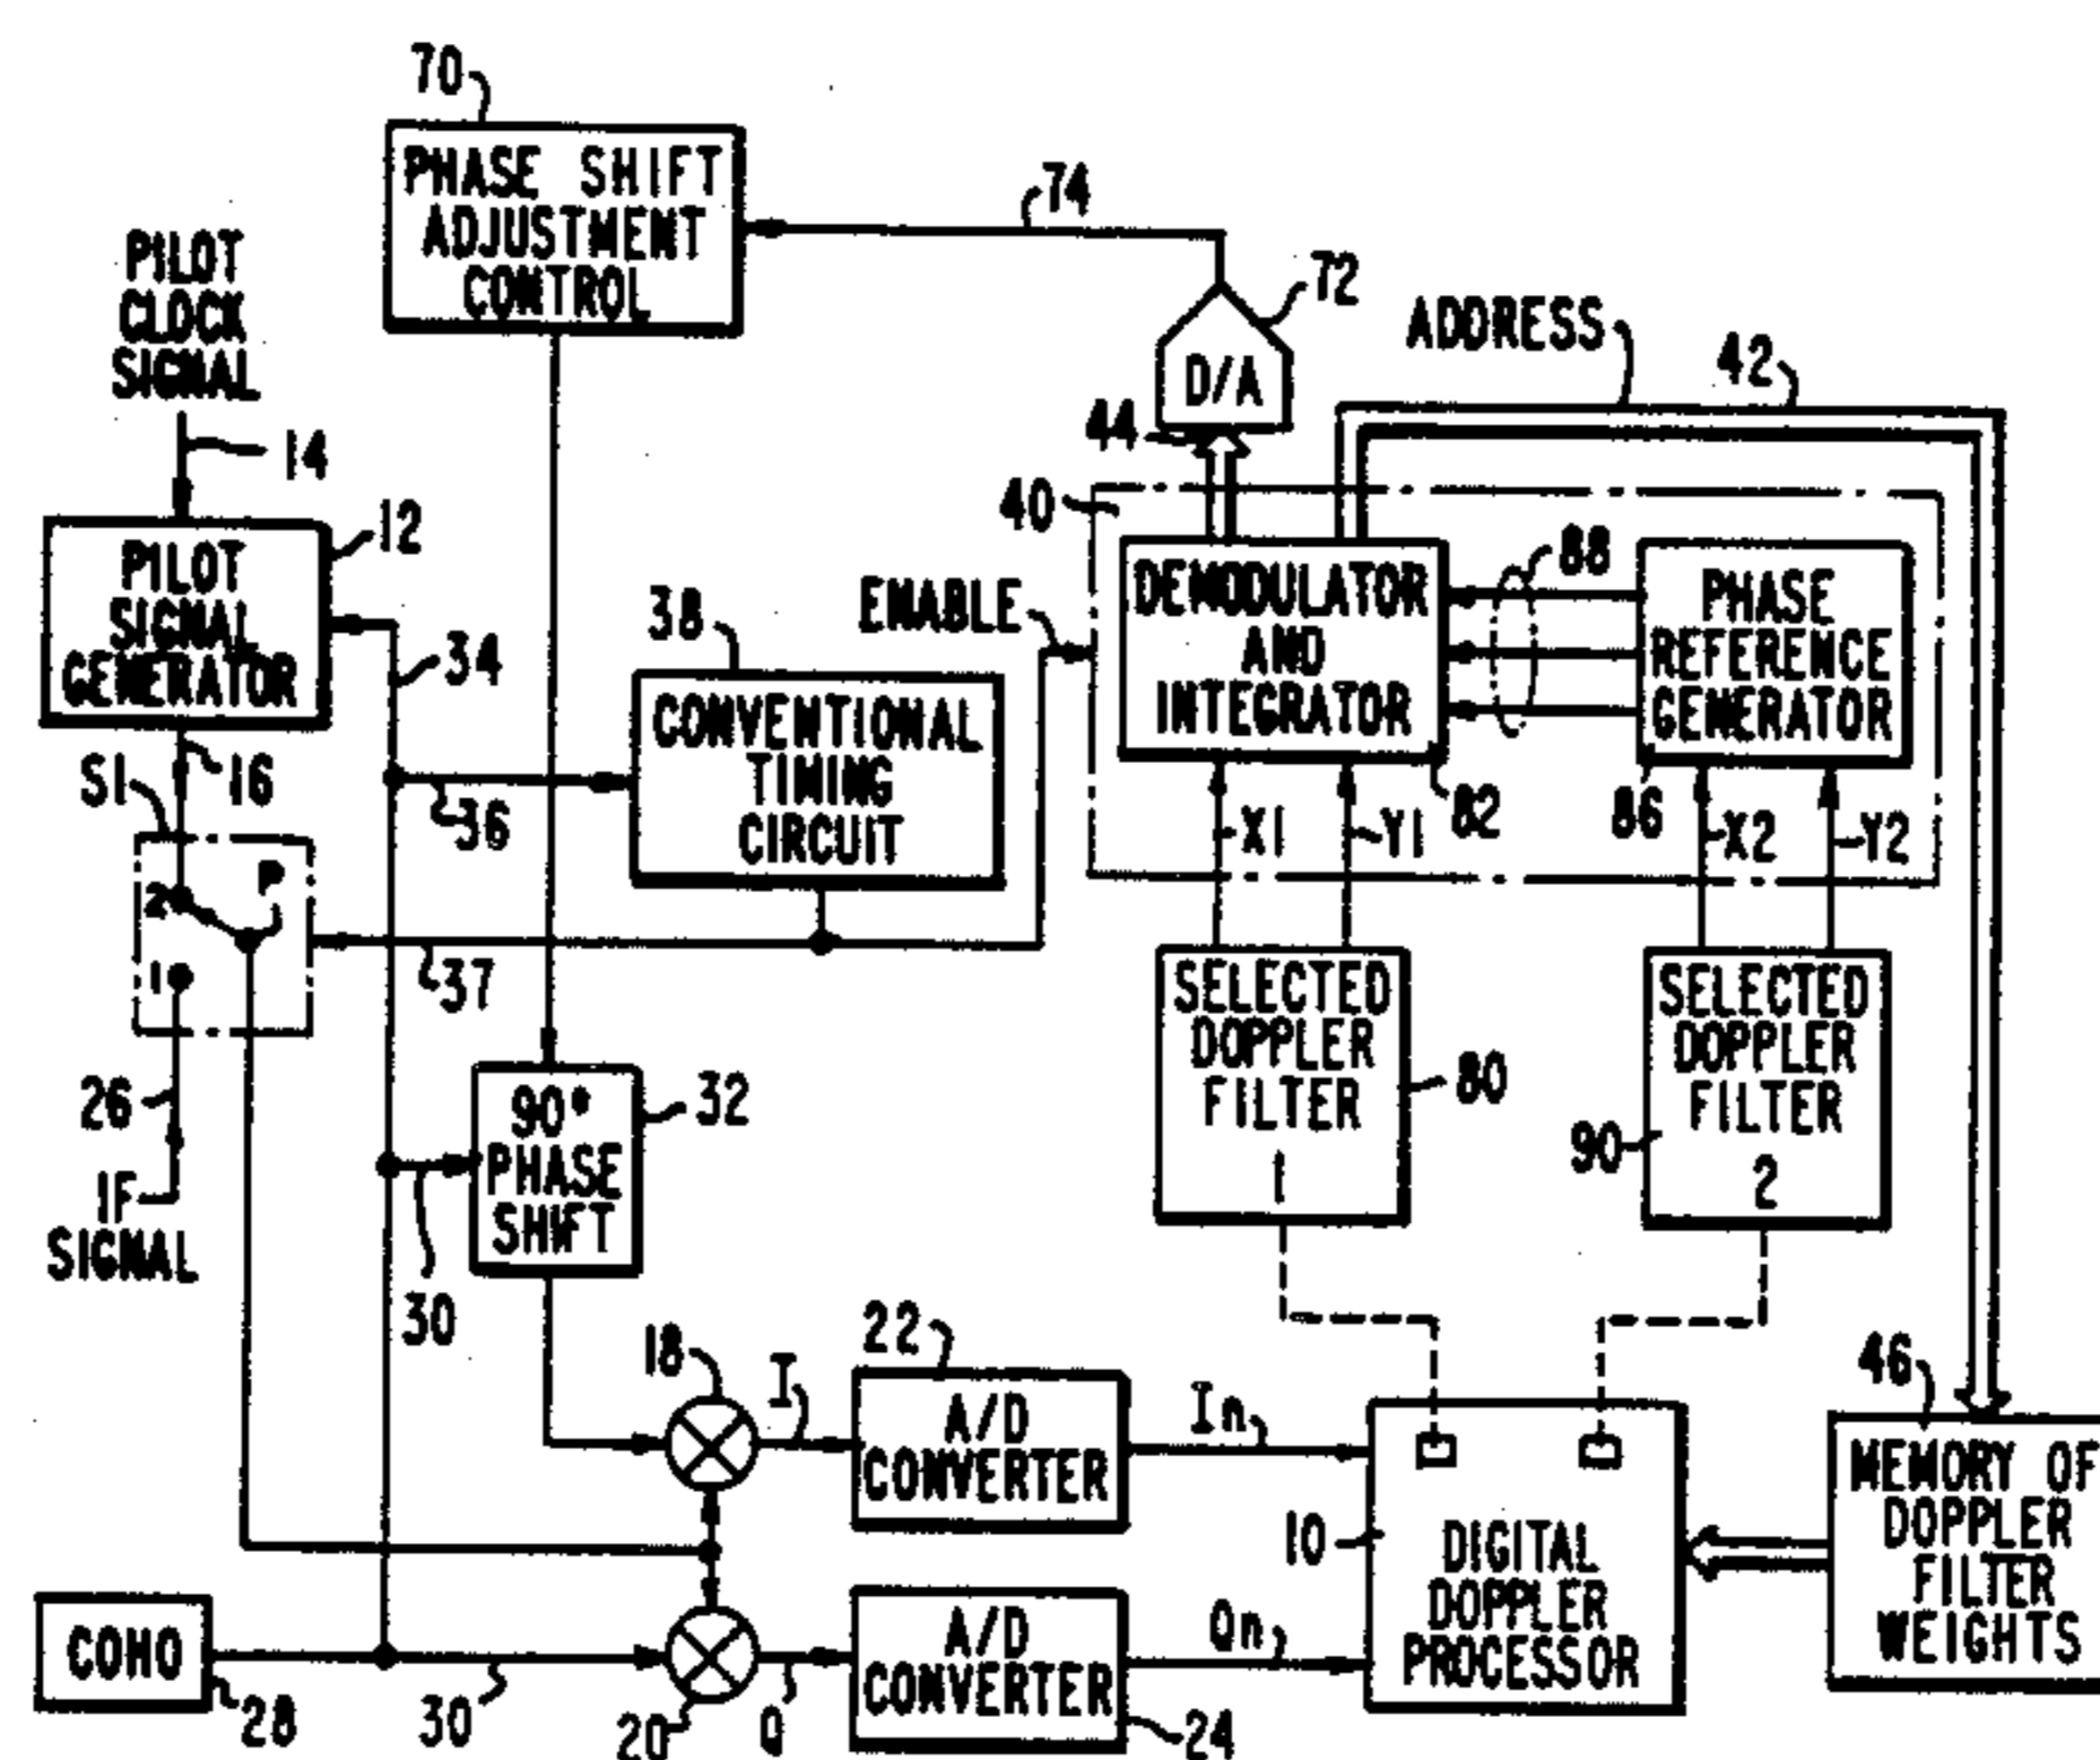 70
PHASE SHIFT
ADJUSTMENT
CONTROL
74
PILOT
CLOCK
SIGNAL
14
72
D/A
44
ADDRESS
42
12
PILOT
SIGNAL
GENERATOR
34
40
ENABLE
38
CONVENTIONAL
TIMING
CIRCUIT
DEMODULATOR
AND
INTEGRATOR
88
PHASE
REFERENCE
GENERATOR
S1
16
36
X1
Y1
82
86
X2
Y2
2
P
1
37
26
IF
SIGNAL
90°
PHASE
SHIFT
32
30
SELECTED
DOPPLER
FILTER
1
80
SELECTED
DOPPLER
FILTER
2
90
18
I
22
A/D
CONVERTER
In
46
MEMORY OF
DOPPLER
FILTER
WEIGHTS
10
DIGITAL
DOPPLER
PROCESSOR
COHO
28
30
20
Q
A/D
CONVERTER
24
Qn